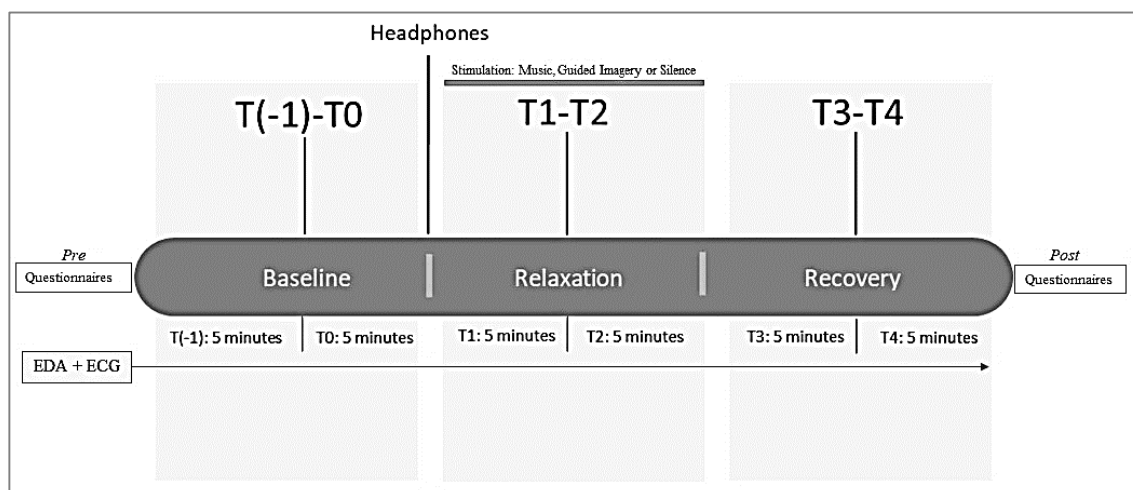 Headphones
Stimulation: Music, Guided Imagery or Silence
T(-1)-T0
T1-T2
T3-T4
Pre
Questionnaires
Baseline
Relaxation
Recovery
Post
Questionnaires
T(-1): 5 minutes
T0: 5 minutes
T1: 5 minutes
T2: 5 minutes
T3: 5 minutes
T4: 5 minutes
EDA + ECG